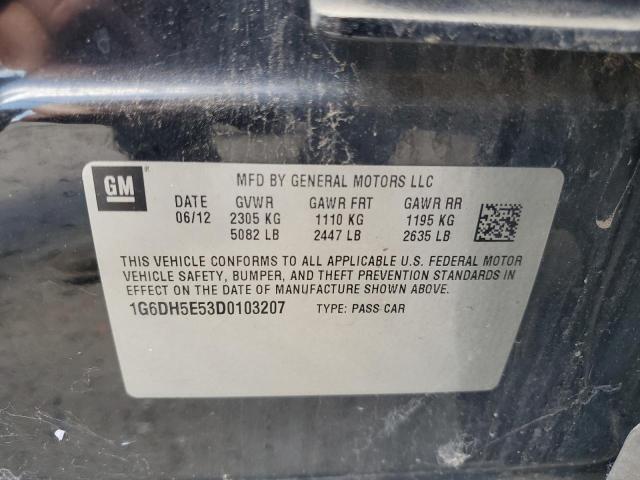 GM
MFD BY GENERAL MOTORS LLC
DATE GVWR GAWR FRT GAWR RR
06/12 2305 KG 1110 KG 1195 KG
5082 LB 2447 LB 2635 LB
THIS VEHICLE CONFORMS TO ALL APPLICABLE U.S. FEDERAL MOTOR
VEHICLE SAFETY, BUMPER, AND THEFT PREVENTION STANDARDS IN
EFFECT ON THE DATE OF MANUFACTURE SHOWN ABOVE.
1G6DH5E53D0103207 TYPE: PASS CAR